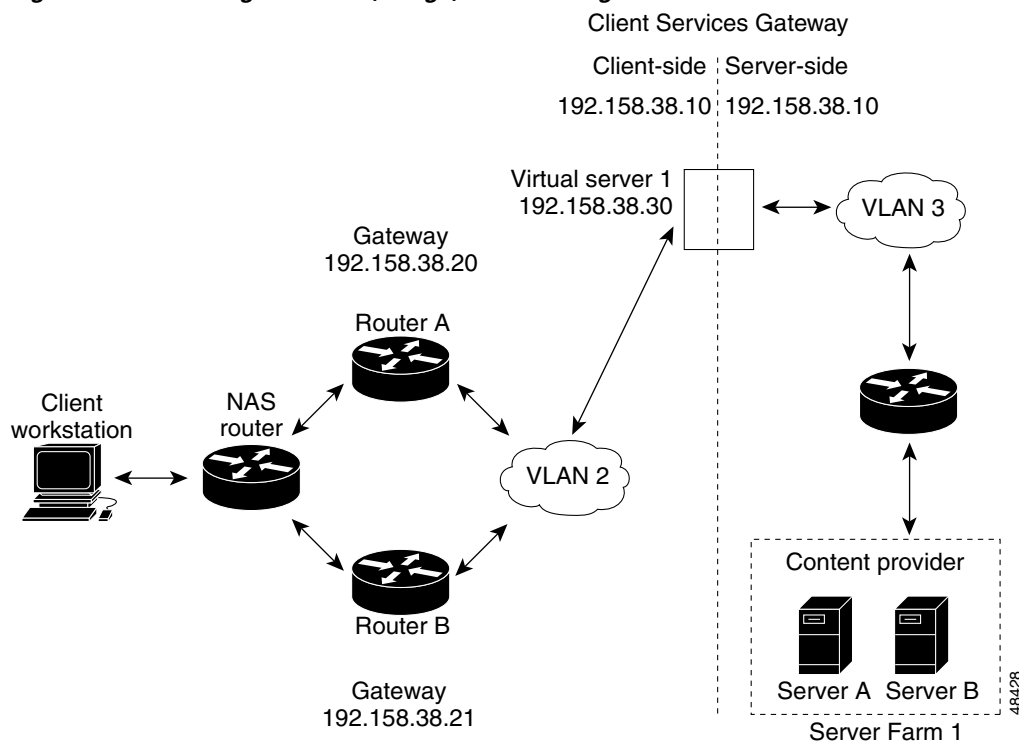 Client Services Gateway
Client-side
Server-side
192.158.38.10
192.158.38.10
Virtual server 1
192.158.38.30
VLAN 3
Gateway
192.158.38.20
Router A
Client
workstation
NAS
router
VLAN 2
Router B
Gateway
192.158.38.21
Content provider
Server A
Server B
Server Farm 1
48428